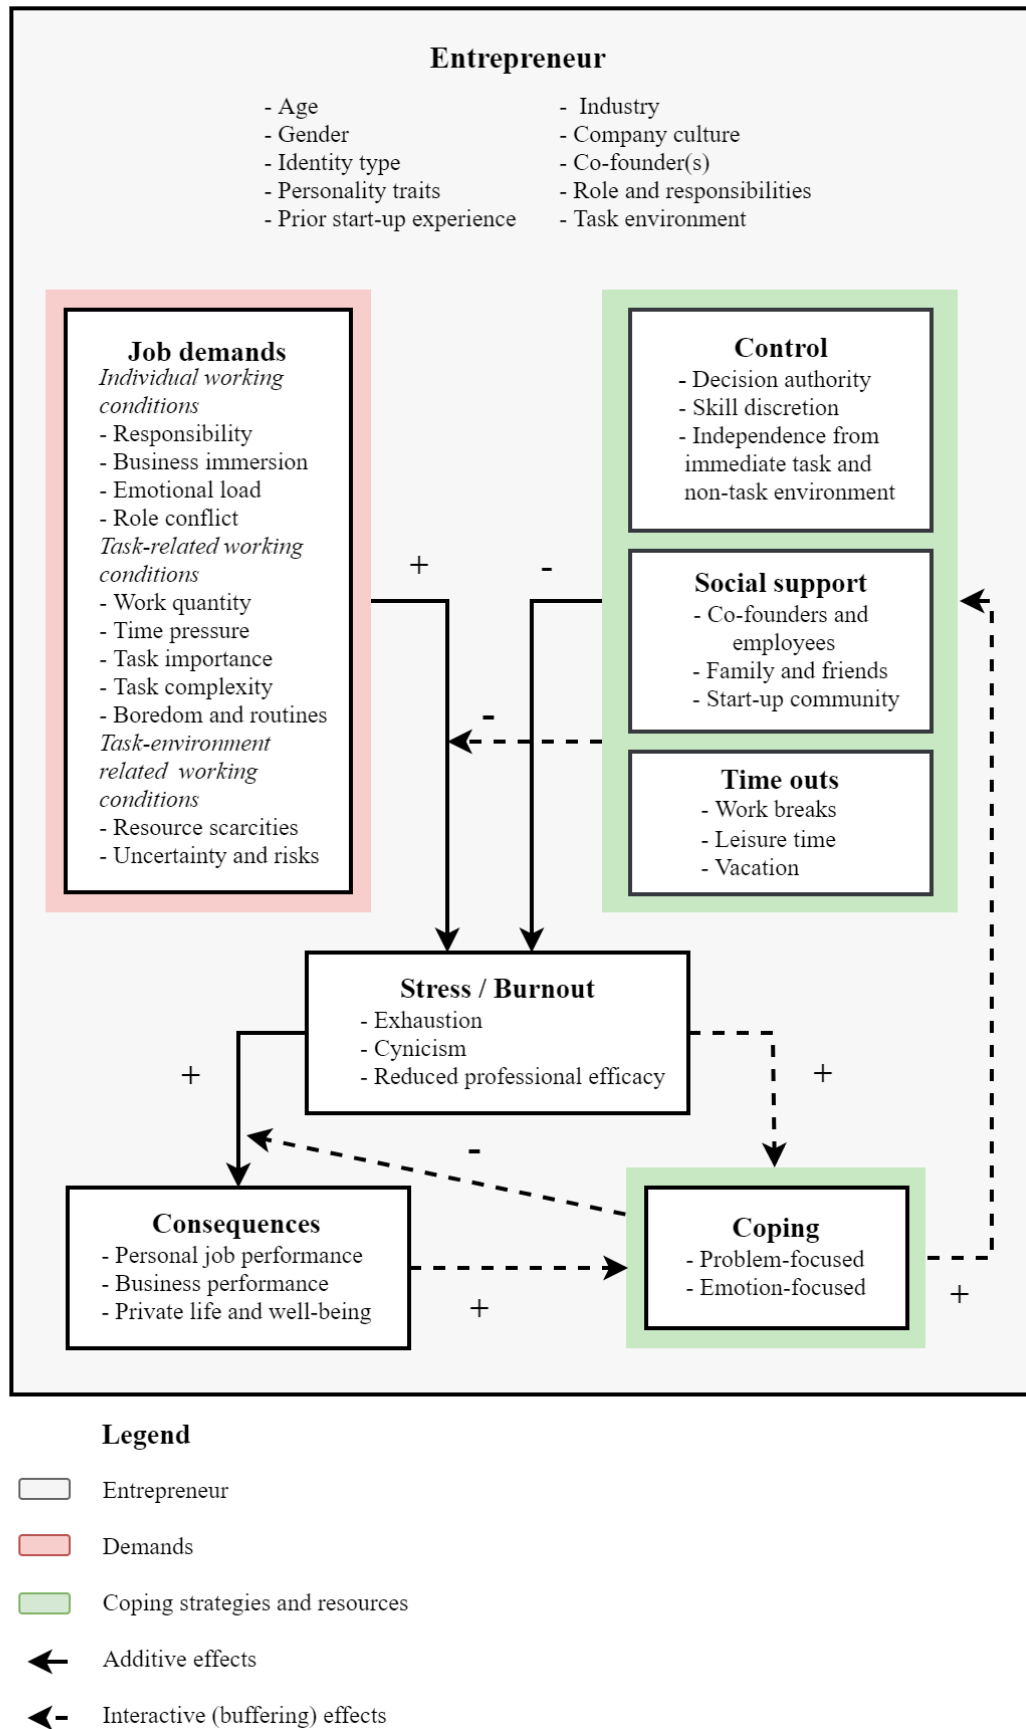 Entrepreneur
- Age
- Gender
- Identity type
- Personality traits
- Prior start-up experience
- Industry
- Company culture
- Co-founder(s)
- Role and responsibilities
- Task environment
Job demands
Individual working
conditions
- Responsibility
- Business immersion
- Emotional load
- Role conflict
Task-related working
conditions
- Work quantity
- Time pressure
- Task importance
- Task complexity
- Boredom and routines
Task-environment
related working
conditions
- Resource scarcities
- Uncertainty and risks
+
-
-
Control
- Decision authority
- Skill discretion
- Independence from
immediate task and
non-task environment
Social support
- Co-founders and
employees
- Family and friends
- Start-up community
Time outs
- Work breaks
- Leisure time
- Vacation
Stress / Burnout
- Exhaustion
- Cynicism
- Reduced professional efficacy
+
+
-
Consequences
- Personal job performance
- Business performance
- Private life and well-being
+
Coping
- Problem-focused
- Emotion-focused
+
Legend
Entrepreneur
Demands
Coping strategies and resources
Additive effects
Interactive (buffering) effects